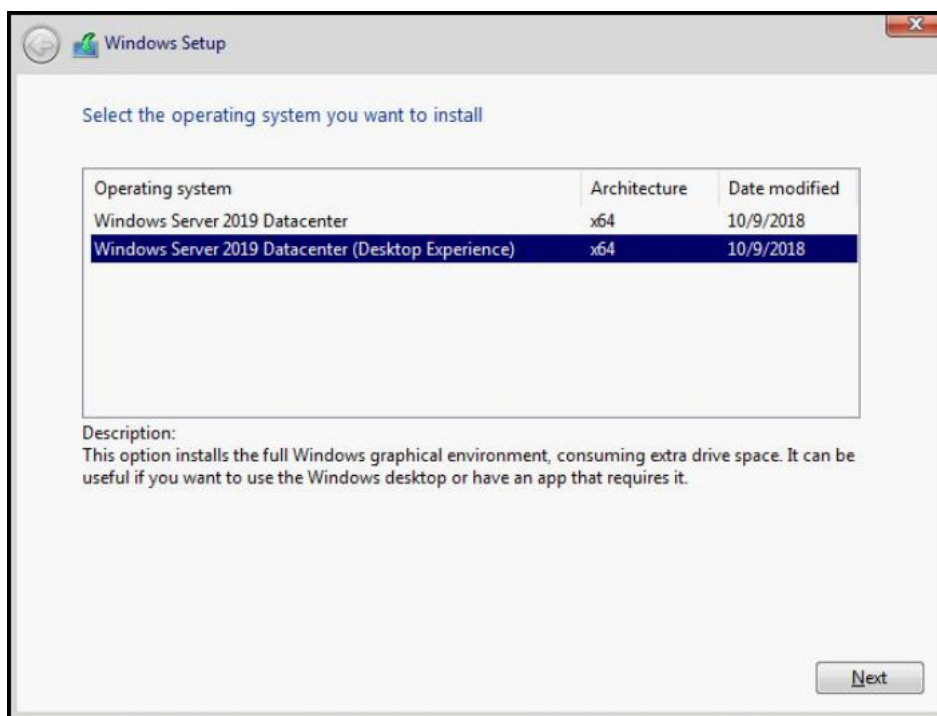 Windows Setup
Select the operating system you want to install
Operating system Architecture Date modified
Windows Server 2019 Datacenter x64 10/9/2018
Windows Server 2019 Datacenter (Desktop Experience) x64 10/9/2018
Description:
This option installs the full Windows graphical environment, consuming extra drive space. It can be
useful if you want to use the Windows desktop or have an app that requires it.
Next